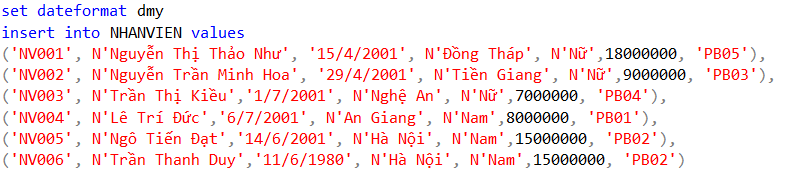 set dateformat dmy
insert into NHANVIEN values
('NV001', N'Nguyễn Thị Thảo Như', '15/4/2001', N'Đồng Tháp', N'Nữ',18000000, 'PB05'),
('NV002', N'Nguyễn Trần Minh Hoa', '29/4/2001', N'Tiền Giang', N'Nữ',9000000, 'PB03'),
('NV003', N'Trần Thị Kiều','1/7/2001', N'Nghệ An', N'Nữ',7000000, 'PB04'),
('NV004', N'Lê Trí Đức','6/7/2001', N'An Giang', N'Nam',8000000, 'PB01'),
('NV005', N'Ngô Tiến Đạt','14/6/2001', N'Hà Nội', N'Nam',15000000, 'PB02'),
('NV006', N'Trần Thanh Duy','11/6/1980', N'Hà Nội', N'Nam',15000000, 'PB02')